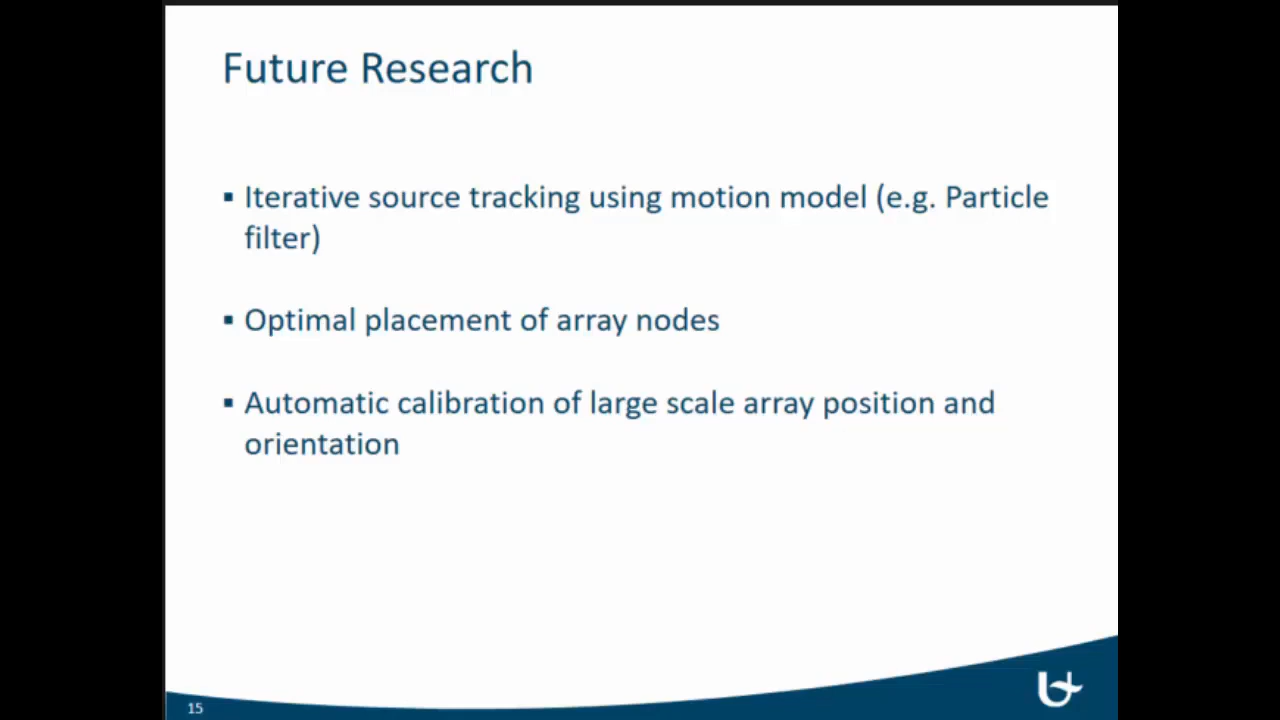 Future Research
▪ Iterative source tracking using motion model (e.g. Particle
filter)
▪ Optimal placement of array nodes
▪ Automatic calibration of large scale array position and
orientation
15